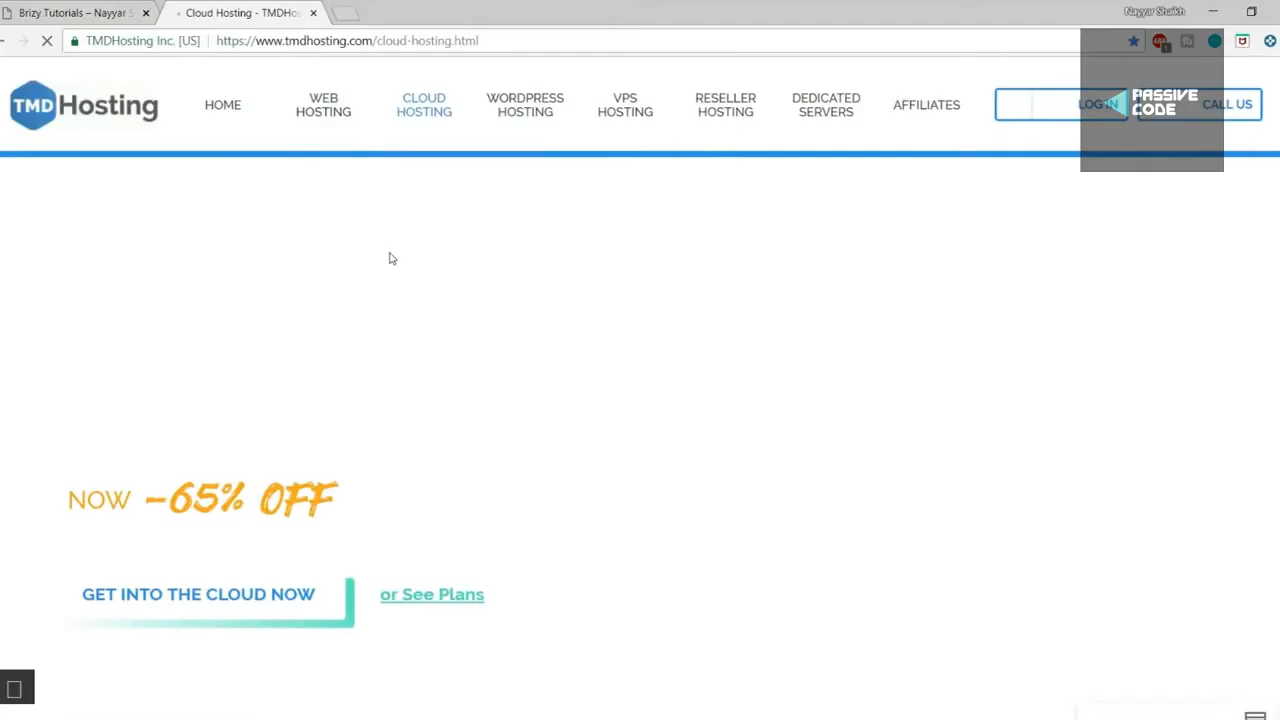 Brizy Tutorials – Nayyar S
Cloud Hosting - TMDHos
Nayyar Shaikh
TMDHosting Inc. [US]
https://www.tmdhosting.com/cloud-hosting.html
TMD Hosting
HOME
WEB
HOSTING
CLOUD
HOSTING
WORDPRESS
HOSTING
VPS
HOSTING
RESELLER
HOSTING
DEDICATED
SERVERS
AFFILIATES
LOG IN
CALL US
PASSIVE
CODE
NOW –65% OFF
GET INTO THE CLOUD NOW
or See Plans